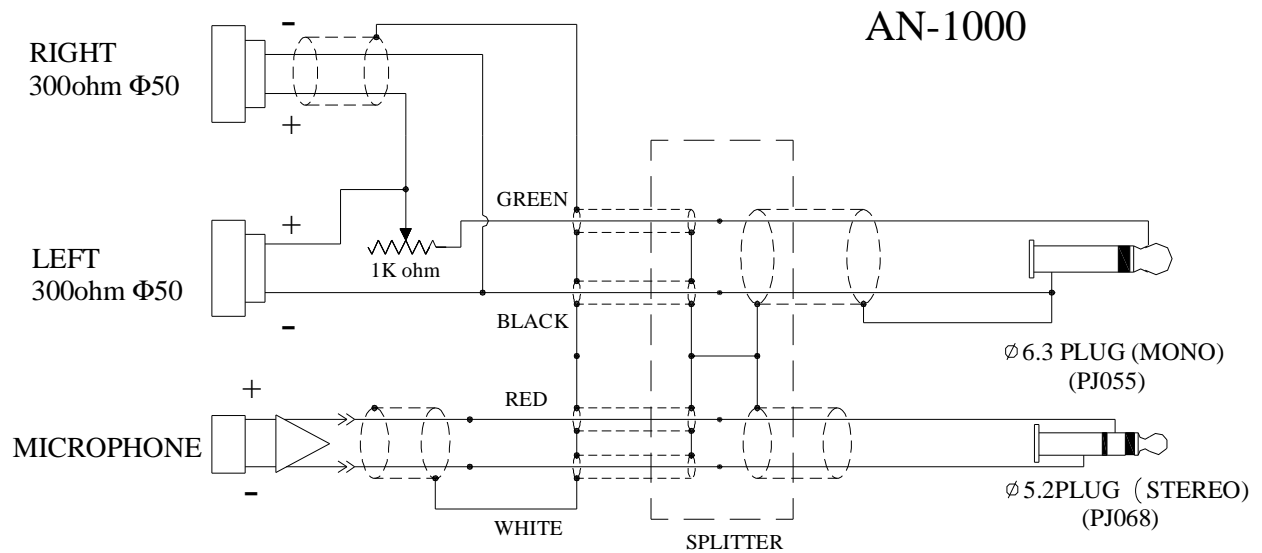 AN-1000
-
RIGHT
300ohm Φ50
+
GREEN
+
LEFT
300ohm Φ50
1K ohm
-
BLACK
∅6.3 PLUG (MONO)
(PJ055)
+
RED
MICROPHONE
-
∅5.2PLUG (STEREO)
(PJ068)
WHITE
SPLITTER